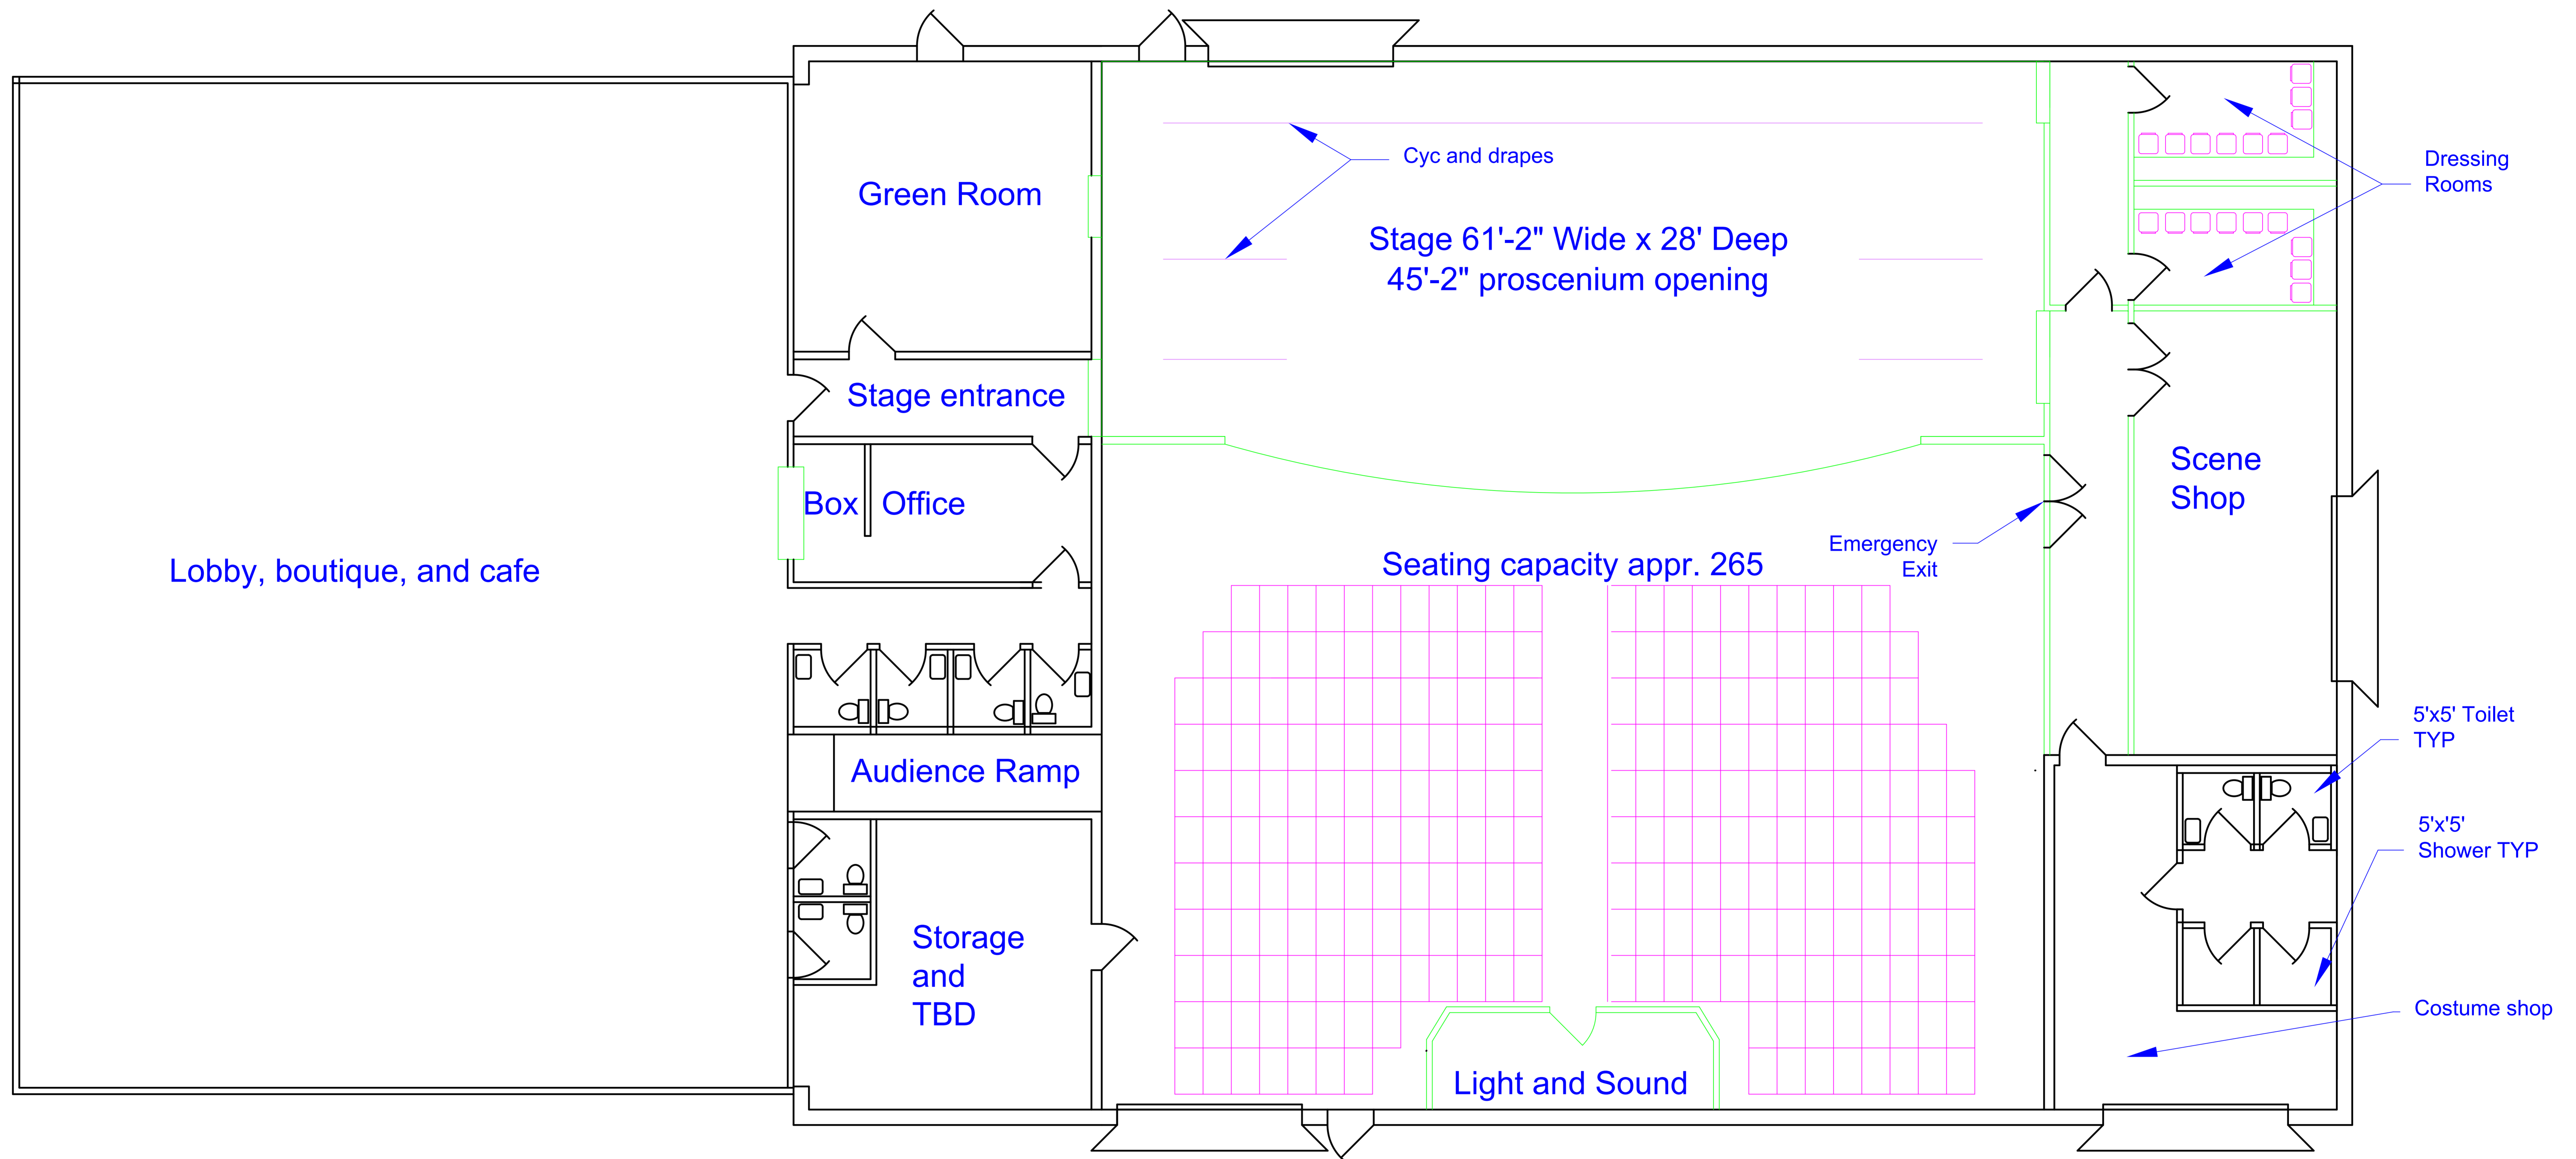 Cyc and drapes
Dressing
Rooms
Green Room
Stage 61'-2" Wide x 28' Deep
45'-2" proscenium opening
Stage entrance
Scene
Shop
Box Office
Emergency
Exit
Seating capacity appr. 265
Lobby, boutique, and cafe
5'x5' Toilet
TYP
Audience Ramp
5'x'5'
Shower TYP
Storage
and
TBD
Costume shop
Light and Sound